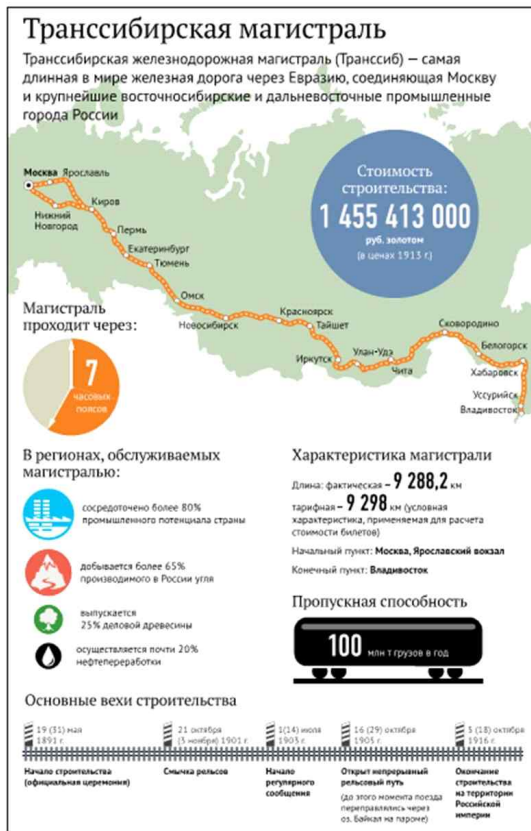 Транссибирская магистраль
Транссибирская железнодорожная магистраль (Транссиб) — самая
длинная в мире железная дорога через Евразию, соединяющая Москву
и крупнейшие восточносибирские и дальневосточные промышленные
города России
Стоимость
строительства:
1 455 413 000
руб. золотом
(в ценах 1913 г.)
Москва
Ярославль
Нижний
Новгород
Киров
Пермь
Екатеринбург
Тюмень
Омск
Новосибирск
Красноярск
Тайшет
Иркутск
Улан-Удэ
Чита
Сковородино
Белогорск
Хабаровск
Уссурийск
Владивосток
Магистраль
проходит через:
7
часовых
поясов
В регионах, обслуживаемых
магистралью:
сосредоточено более 80%
промышленного потенциала страны
добывается более 65%
производимого в России угля
выпускается
25% деловой древесины
осуществляется почти 20%
нефтепереработки
Характеристика магистрали
Длина: фактическая – 9 288,2 км
тарифная – 9 298 км (условная
характеристика, применяемая для расчета
стоимости билетов)
Начальный пункт: Москва, Ярославский вокзал
Конечный пункт: Владивосток
Пропускная способность
100 млн т грузов в год
Основные вехи строительства
19 (31) мая
1891 г.
Начало строительства
(официальная церемония)
21 октября
(3 ноября) 1901 г.
Смычка рельсов
1(14) июля
1903 г.
Начало
регулярного
сообщения
16 (29) октября
1905 г.
Открыт непрерывный
рельсовый путь
(до этого момента поезда
переправлялись через
оз. Байкал на пароме)
5 (18) октября
1916 г.
Окончание
строительства
на территории
Российской
империи